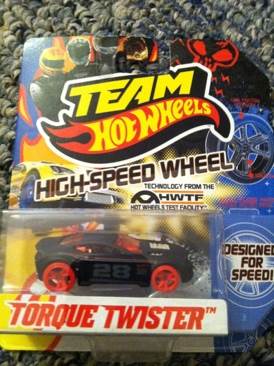 TEAM
HOT WHEELS
HIGH-SPEED WHEEL
TECHNOLOGY FROM THE
HWTF
HOT WHEELS TEST FACILITY
DESIGNED
FOR
SPEED!
28
TORQUE TWISTER™